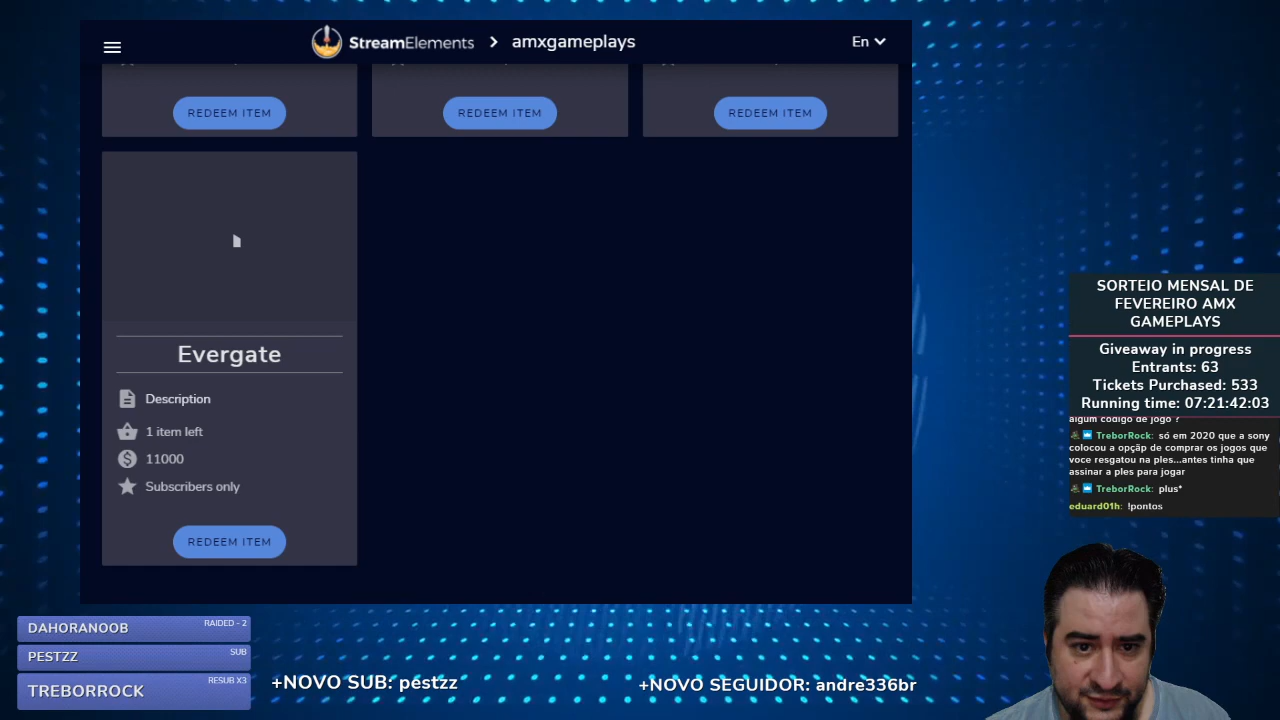 StreamElements > amxgameplays
En
REDEEM ITEM
REDEEM ITEM
REDEEM ITEM
Evergate
Description
1 item left
11000
Subscribers only
REDEEM ITEM
SORTEIO MENSAL DE
FEVEREIRO AMX
GAMEPLAYS
Giveaway in progress
Entrants: 63
Tickets Purchased: 533
Running time: 07:21:42:03
algum codigo de jogo ?
TreborRock: só em 2020 que a sony
colocou a opção de comprar os jogos que
voce resgatou na ples...antes tinha que
assinar a ples para jogar
TreborRock: plus*
eduard01h: !pontos
DAHORANOOB RAIDED - 2
PESTZZ SUB
TREBORROCK RESUB X3
+NOVO SUB: pestzz
+NOVO SEGUIDOR: andre336br